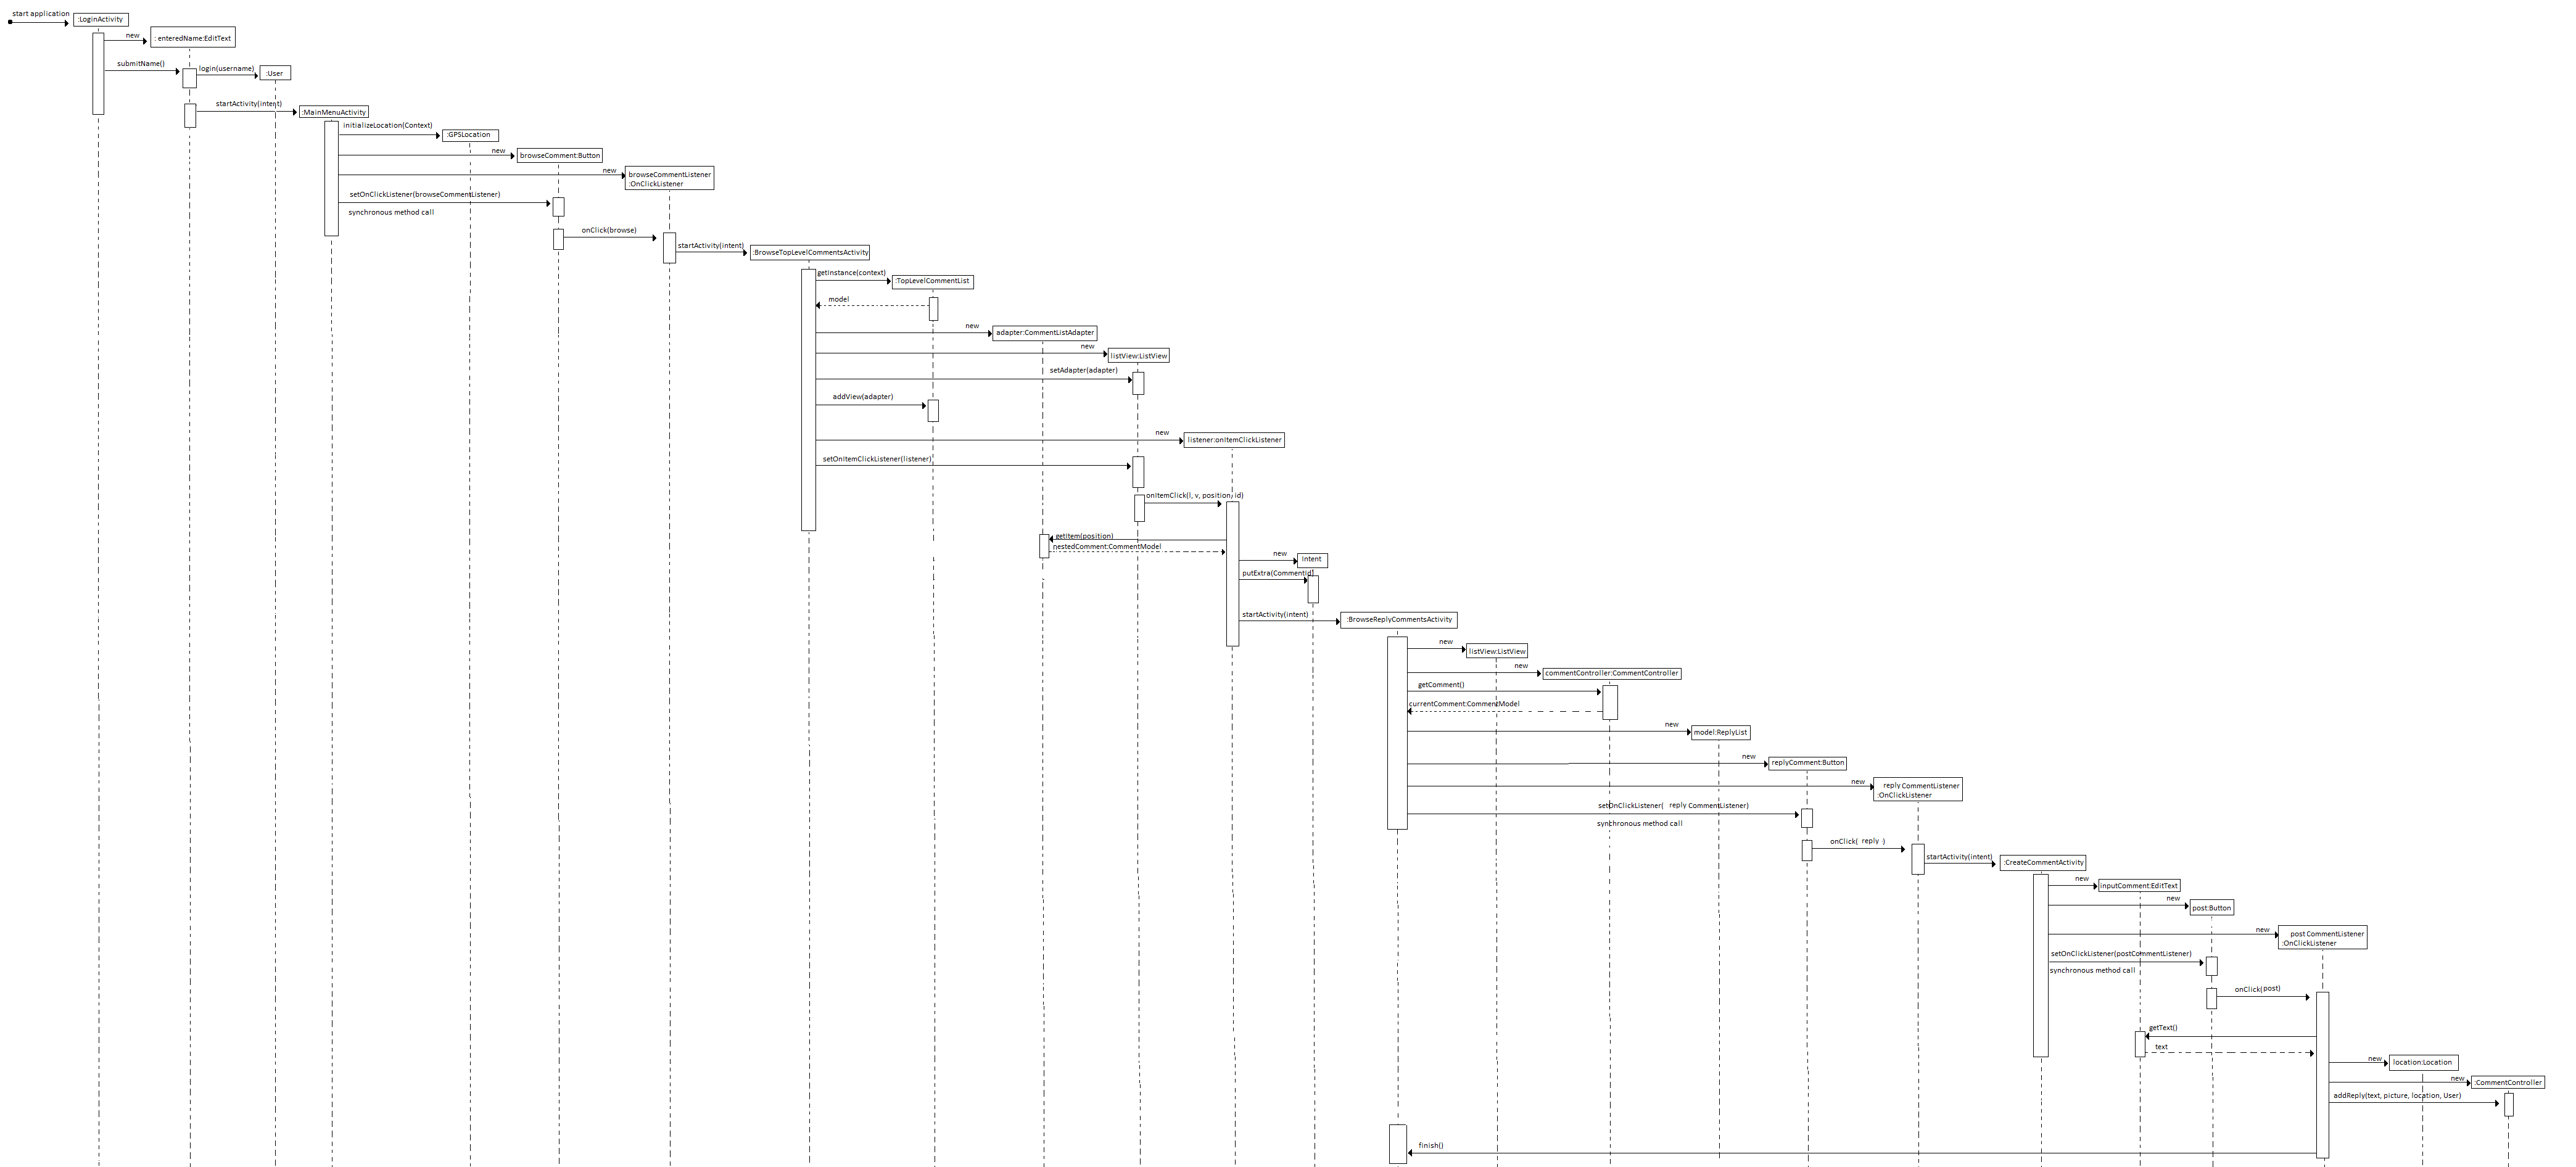 start application
:LoginActivity
new
: enteredName:EditText
submitName()
login(username)
:User
startActivity(intent)
:MainMenuActivity
initializeLocation(Context)
:GPSLocation
new
browseComment:Button
new
browseCommentListener
:OnClickListener
setOnClickListener(browseCommentListener)
synchronous method call
onClick(browse)
startActivity(intent)
:BrowseTopLevelCommentsActivity
getInstance(context)
:TopLevelCommentList
model
new
adapter:CommentListAdapter
new
listView:ListView
setAdapter(adapter)
addView(adapter)
new
listener:onItemClickListener
setOnItemClickListener(listener)
onItemClick(l, v, position, id)
getItem(position)
nestedComment:CommentModel
new
Intent
putExtra(CommentId)
startActivity(intent)
:BrowseReplyCommentsActivity
new
listView:ListView
new
commentController:CommentController
getComment()
currentComment:CommentModel
new
model:ReplyList
new
replyComment:Button
new
reply CommentListener
:OnClickListener
setOnClickListener( reply CommentListener)
synchronous method call
onClick( reply )
startActivity(intent)
:CreateCommentActivity
new
inputComment:EditText
new
post:Button
new
post CommentListener
:OnClickListener
setOnClickListener(postCommentListener)
synchronous method call
onClick(post)
getText()
text
new
location:Location
new
:CommentController
addReply(text, picture, location, User)
finish()